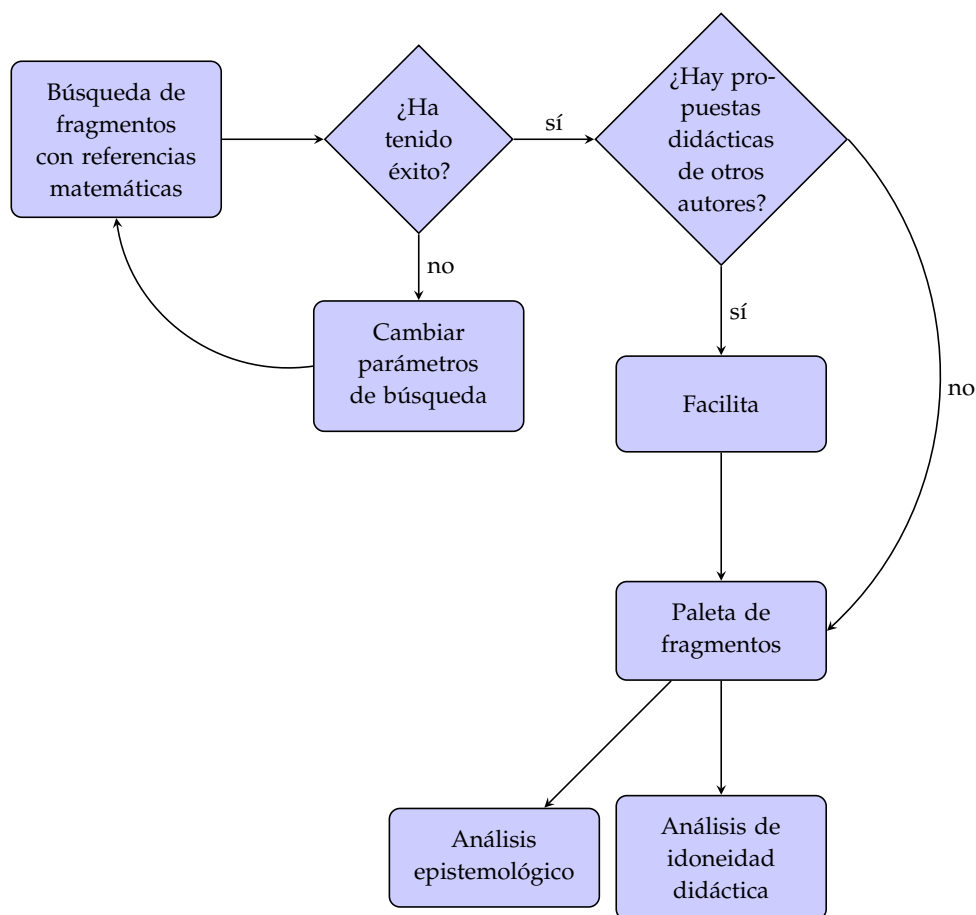 Búsqueda de
fragmentos
con referencias
matemáticas
¿Ha
tenido
éxito?
sí
¿Hay pro-
puestas
didácticas
de otros
autores?
no
Cambiar
parámetros
de búsqueda
sí
Facilita
no
Paleta de
fragmentos
Análisis
epistemológico
Análisis de
idoneidad
didáctica